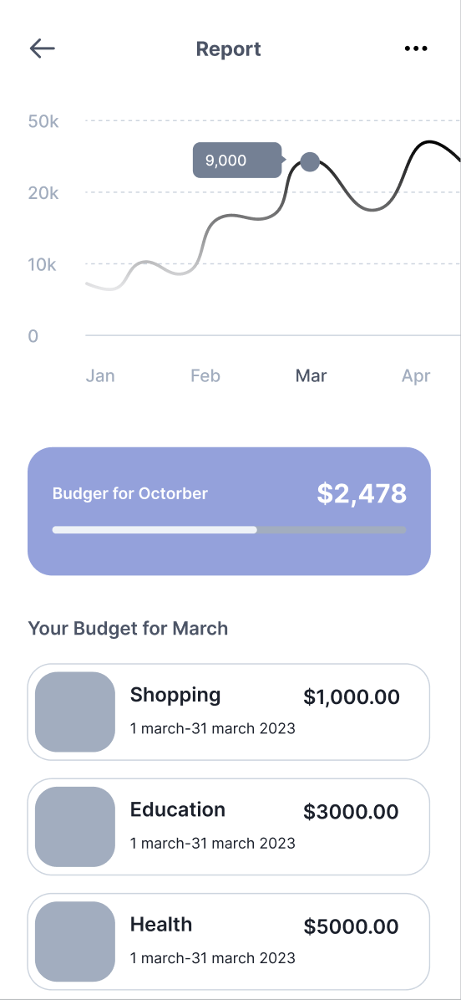 Report
50k
9,000
20k
10k
0
Jan Feb Mar Apr
Budger for Octorber $2,478
Your Budget for March
Shopping $1,000.00
1 march-31 march 2023
Education $3000.00
1 march-31 march 2023
Health $5000.00
1 march-31 march 2023